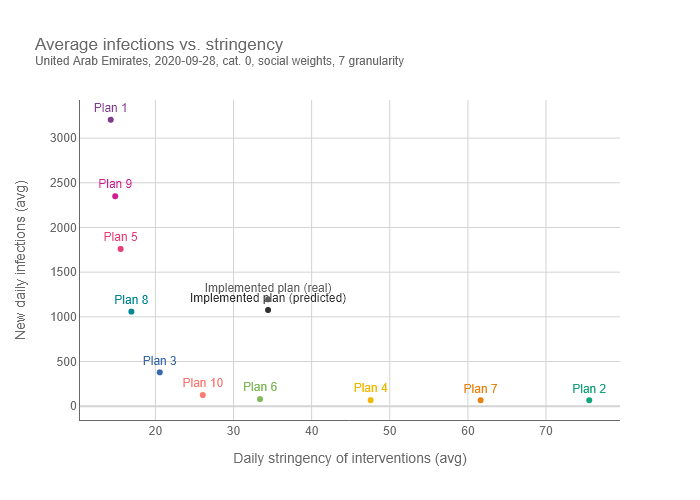 Average infections vs. stringency
United Arab Emirates, 2020-09-28, cat. 0, social weights, 7 granularity
New daily infections (avg)
3000
2500
2000
1500
1000
500
0
Plan 1
Plan 9
Plan 5
Implemented plan (real)
Plan 8
Implemented plan (predicted)
Plan 3
Plan 10
Plan 6
Plan 4
Plan 7
Plan 2
20
30
40
50
60
70
Daily stringency of interventions (avg)